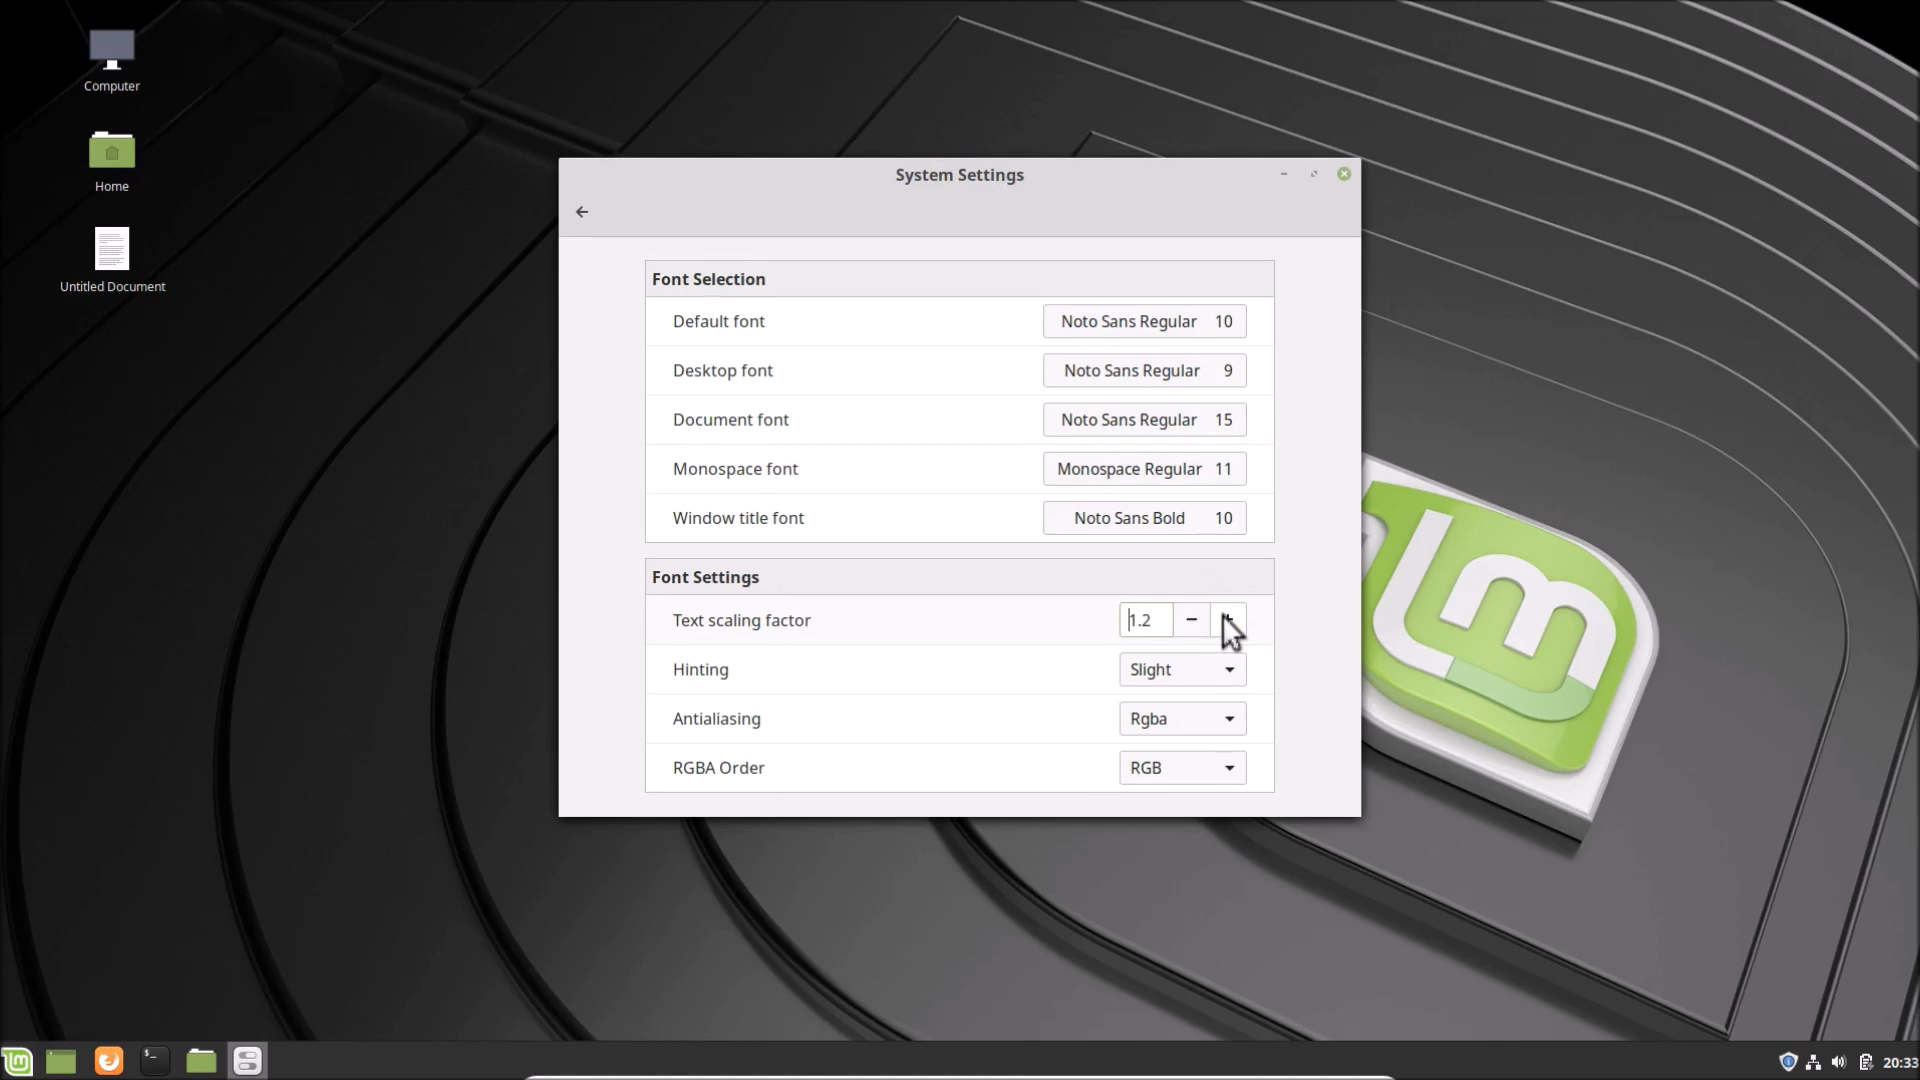 Computer
Home
Untitled Document
System Settings
Font Selection
Default font Noto Sans Regular 10
Desktop font Noto Sans Regular 9
Document font Noto Sans Regular 15
Monospace font Monospace Regular 11
Window title font Noto Sans Bold 10
Font Settings
Text scaling factor 1.2
Hinting Slight
Antialiasing Rgba
RGBA Order RGB
20:33